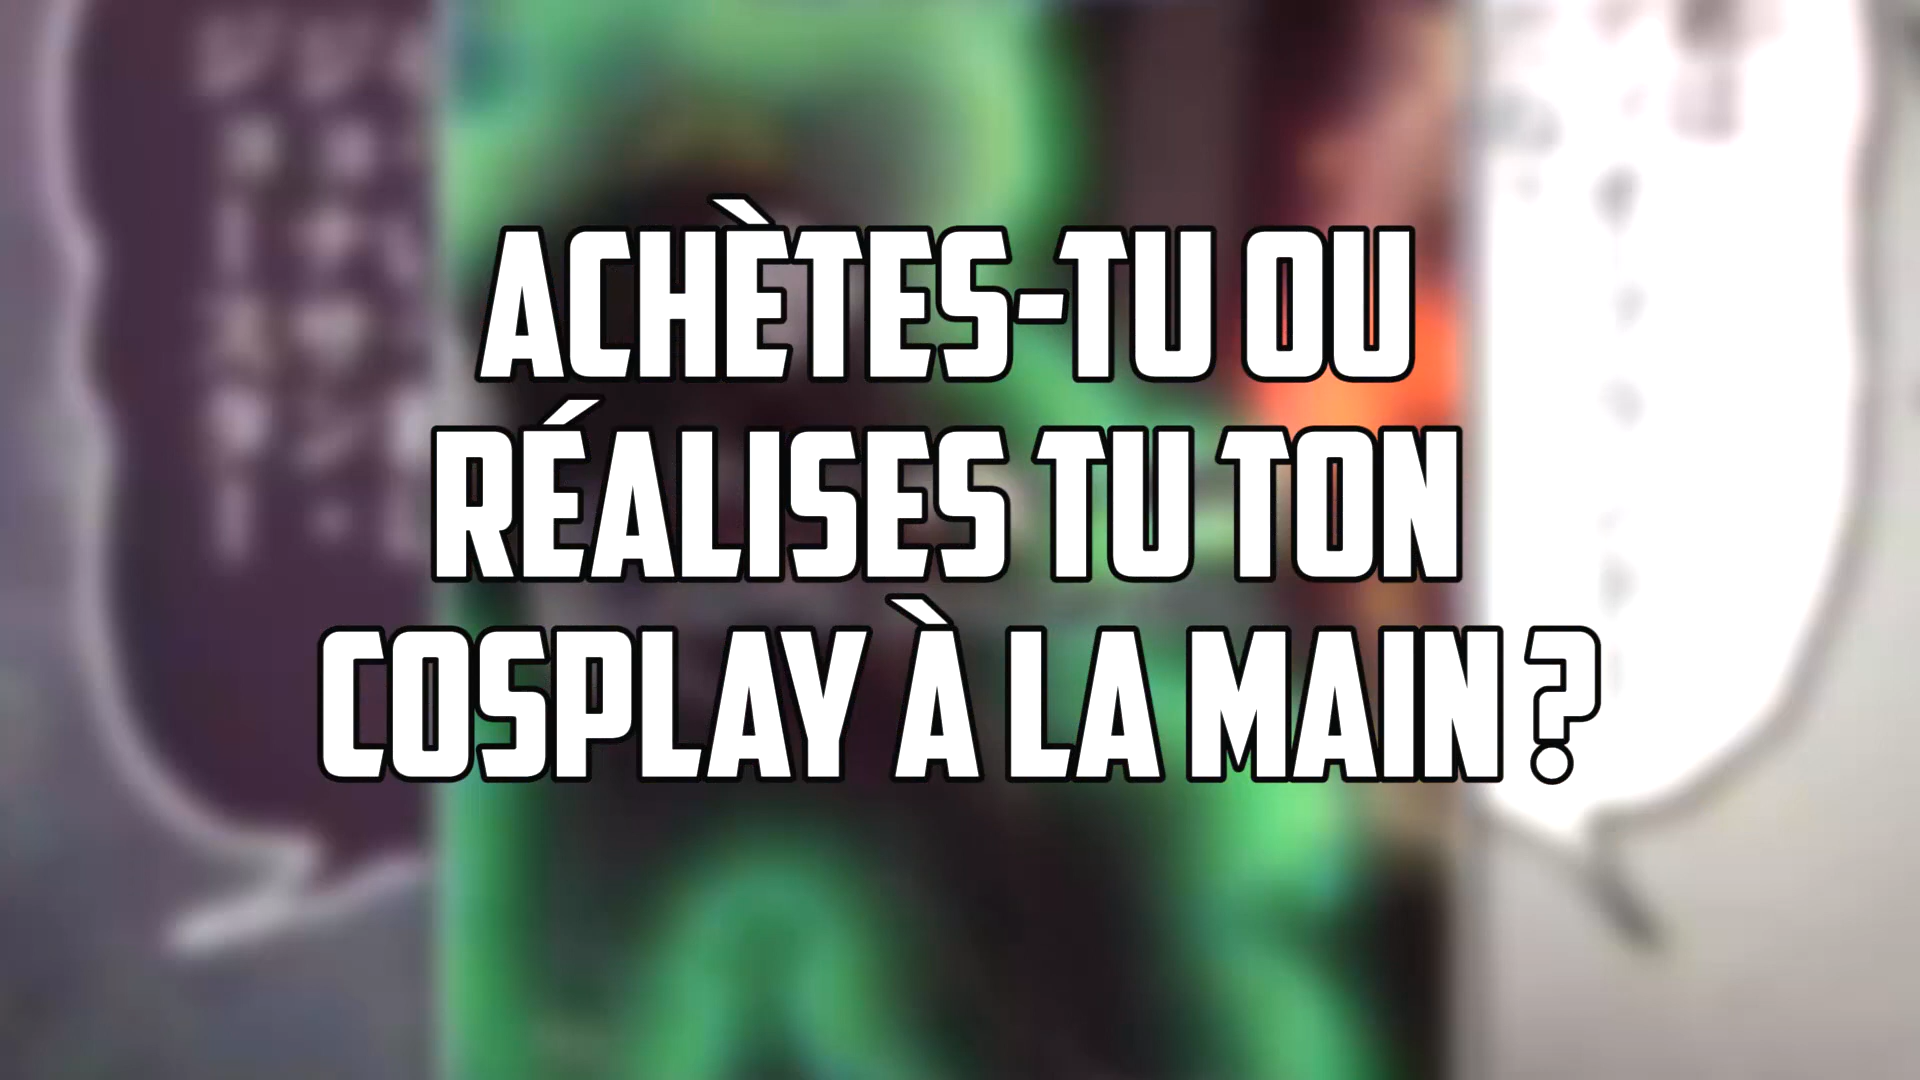 ACHÈTES-TU OU
RÉALISES TU TON
COSPLAY À LA MAIN ?